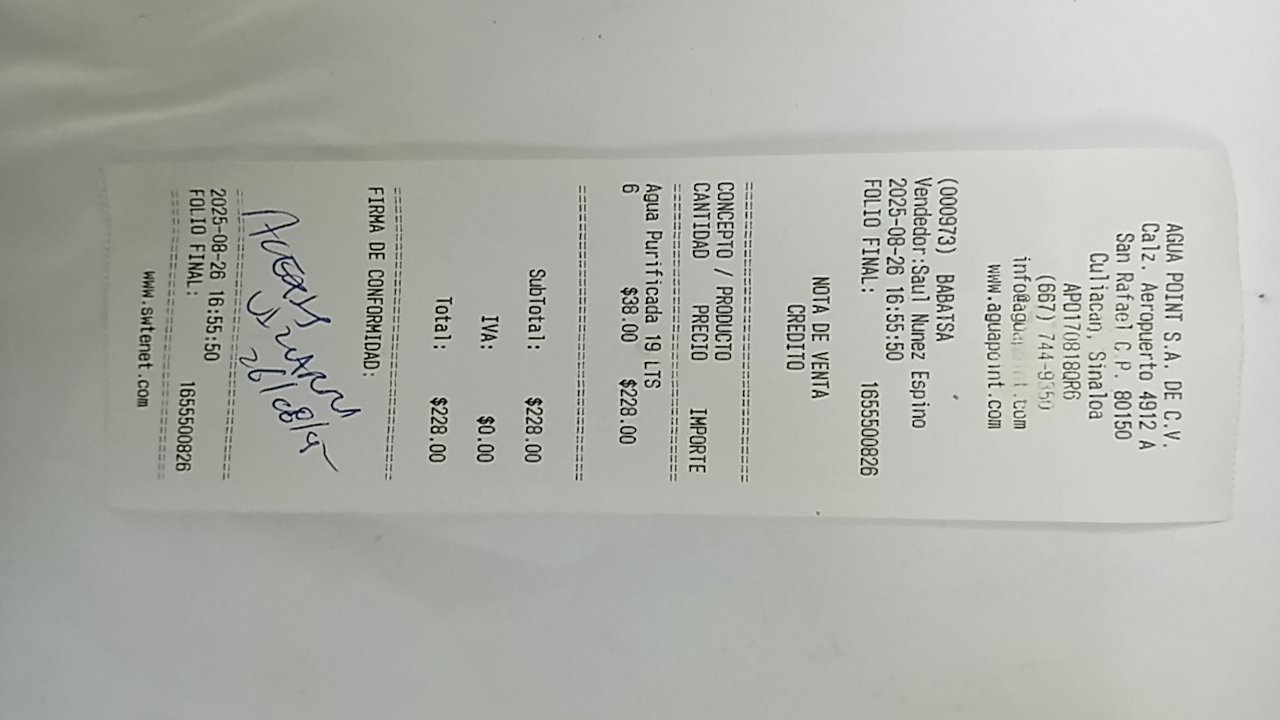 AGUA POINT S.A. DE C.V.
Calz. Aeropuerto 4912 A
San Rafael C.P. 80150
Culiacan, Sinaloa
APO170818QR6
(667) 744-9350
info@aguapoint.com
www.aguapoint.com
(000973) BABATSA
Vendedor:Saul Nunez Espino
2025-08-26 16:55:50
FOLIO FINAL: 1655500826
NOTA DE VENTA
CREDITO
==============================
CONCEPTO / PRODUCTO
CANTIDAD PRECIO IMPORTE
==============================
Agua Purificada 19 LTS
6 $38.00 $228.00
==============================
SubTotal: $228.00
IVA: $0.00
Total: $228.00
==============================
FIRMA DE CONFORMIDAD:
26/08/25
==============================
2025-08-26 16:55:50
FOLIO FINAL: 1655500826
==============================
www.swtenet.com